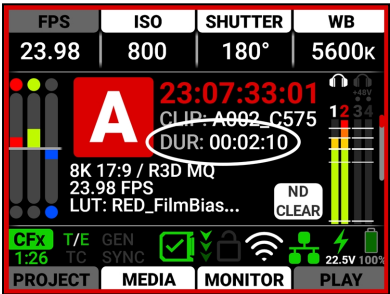 FPS ISO SHUTTER WB
23.98 800 180° 5600K
A 23:07:33:01
CLIP: A002_C575
DUR: 00:02:10
+48V
1 2 3 4
8K 17:9 / R3D MQ
23.98 FPS
LUT: RED_FilmBias...
ND
CLEAR
CFx T/E GEN
1:26 TC SYNC
22.5V 100%
PROJECT MEDIA MONITOR PLAY